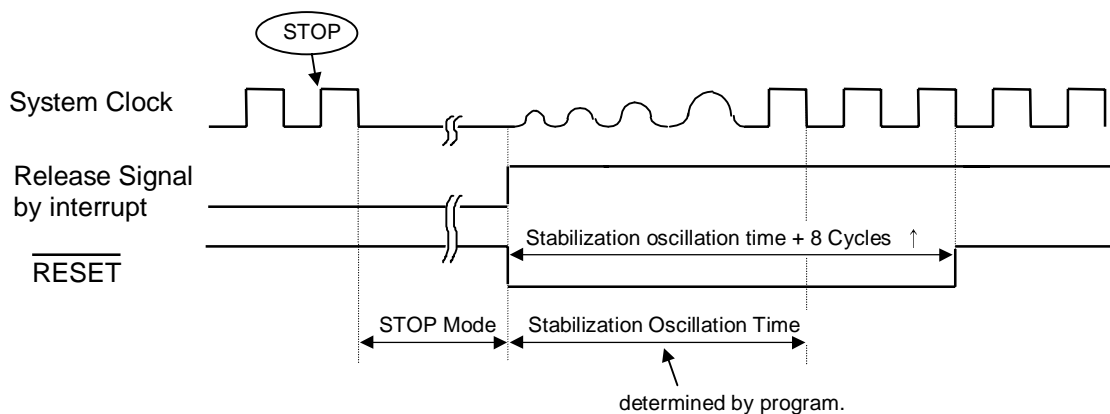 STOP
System Clock
Release Signal
by interrupt
Stabilization oscillation time + 8 Cycles ↑
RESET
STOP Mode
Stabilization Oscillation Time
determined by program.